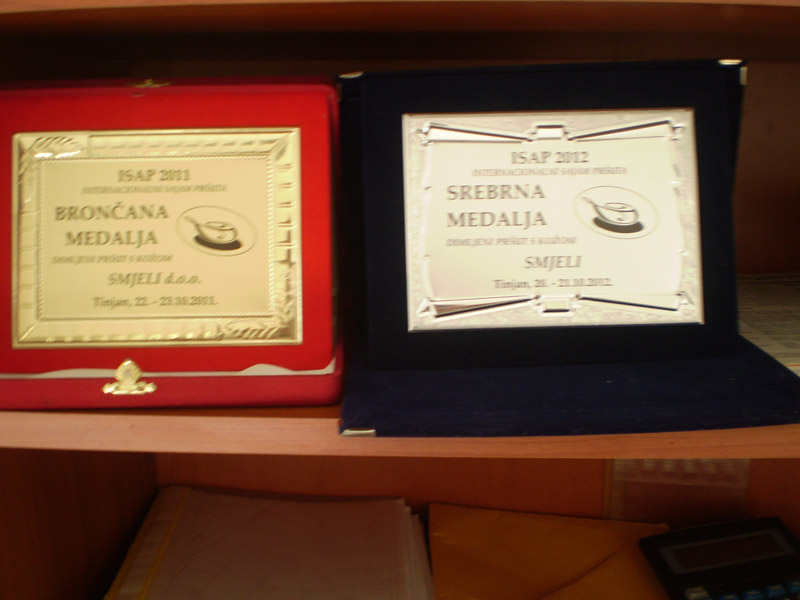 ISAP 2011
INTERNACIONALNI SAJAM PRŠUTA
BRONČANA
MEDALJA
DIMLJENI PRŠUT S KOŽOM
SMJELI d.o.o.
Tinjan, 22. - 23.10.2011.
ISAP 2012
INTERNACIONALNI SAJAM PRŠUTA
SREBRNA
MEDALJA
DIMLJENI PRŠUT S KOŽOM
SMJELI
Tinjan, 20. - 21.10.2012.